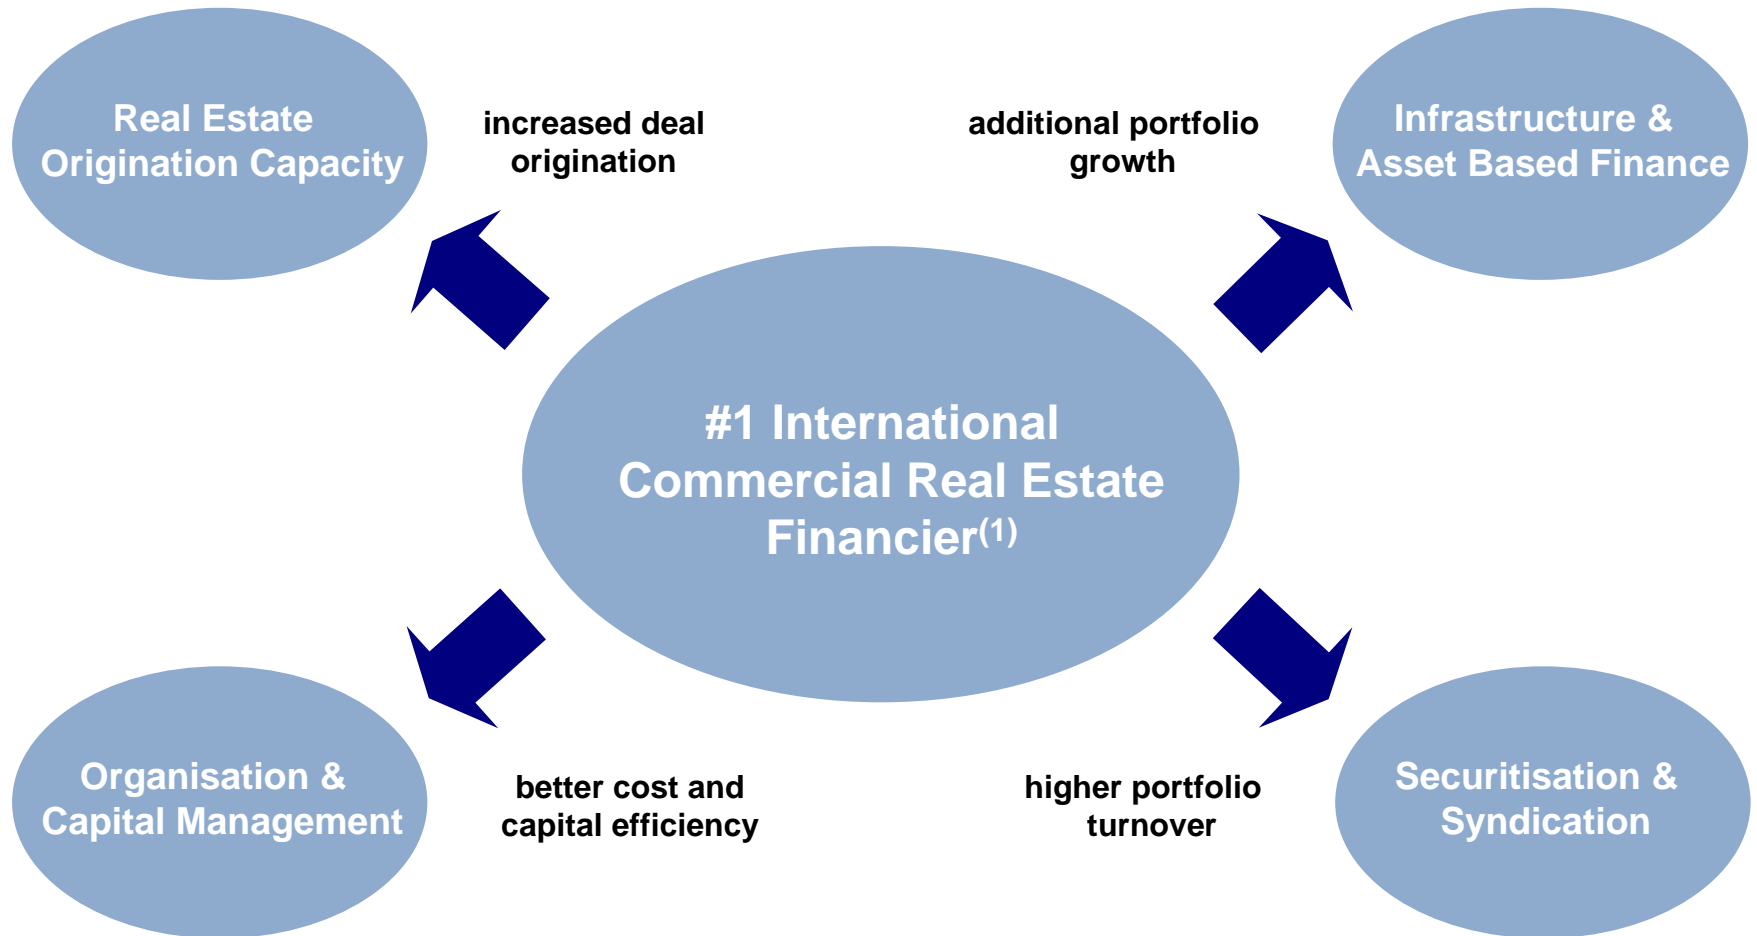 Real Estate
Origination Capacity
increased deal
origination
additional portfolio
growth
Infrastructure &
Asset Based Finance
#1 International
Commercial Real Estate
Financier(1)
Organisation &
Capital Management
better cost and
capital efficiency
higher portfolio
turnover
Securitisation &
Syndication